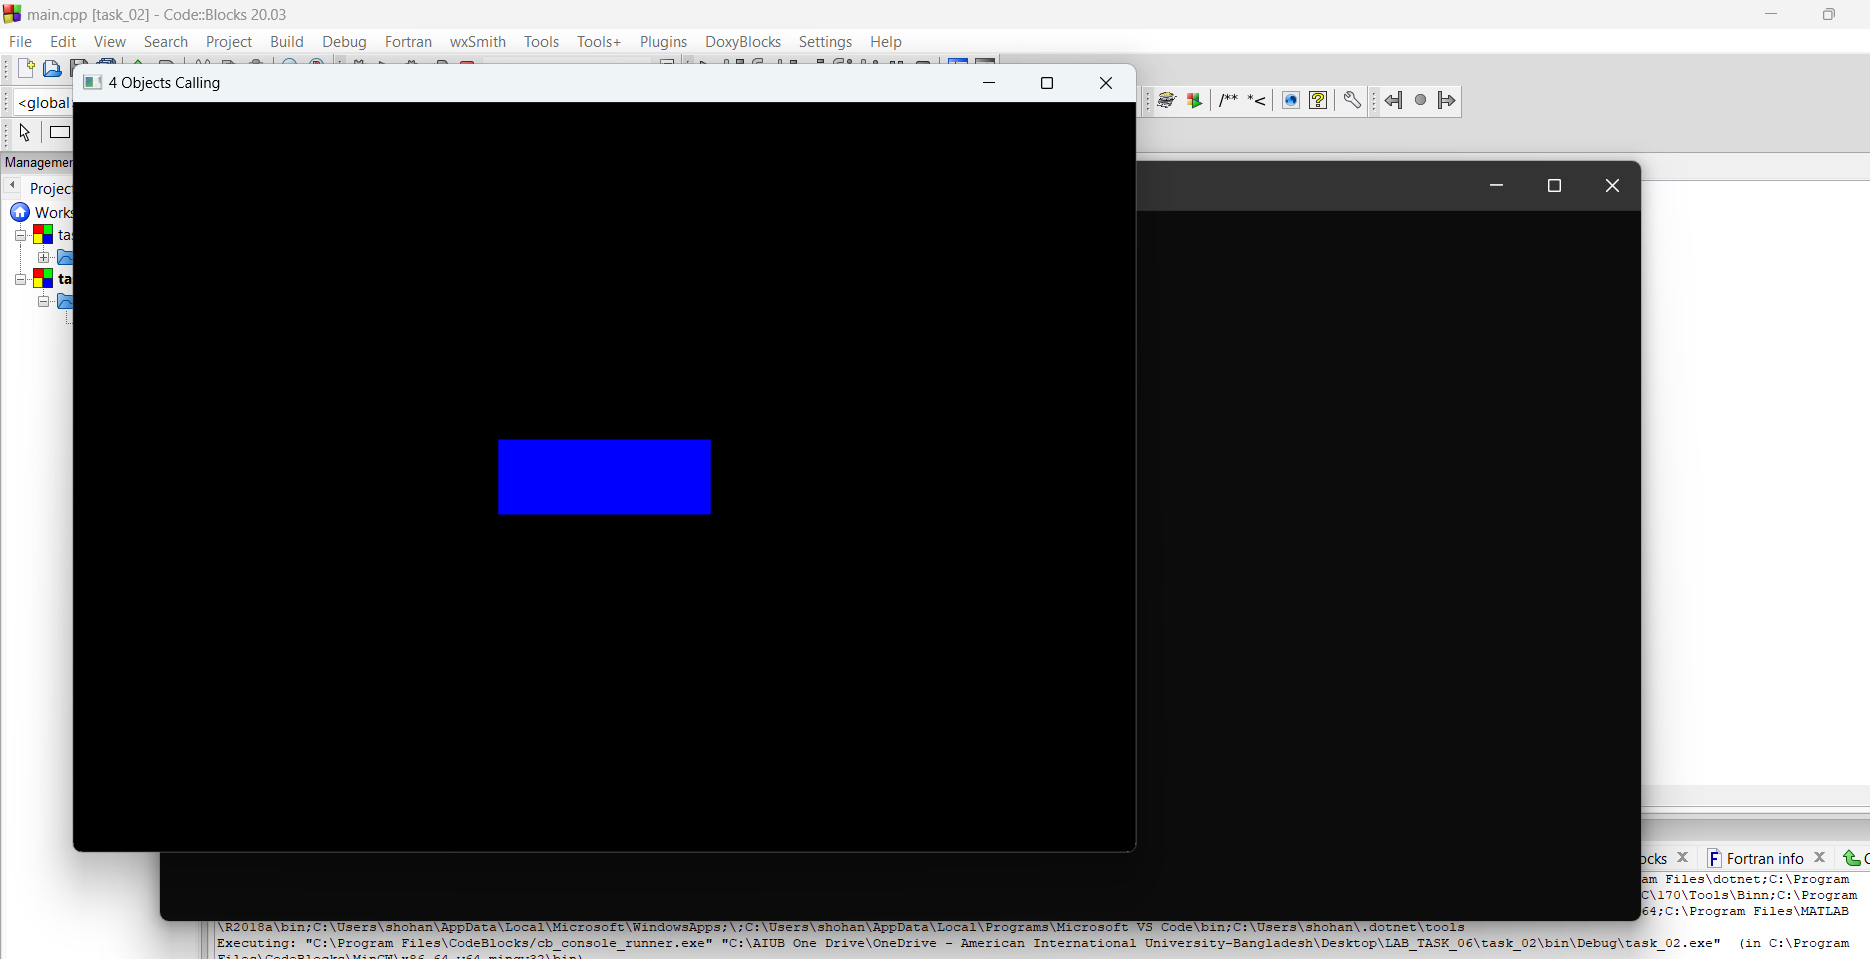 main.cpp [task_02] - Code::Blocks 20.03
File Edit View Search Project Build Debug Fortran wxSmith Tools Tools+ Plugins DoxyBlocks Settings Help
4 Objects Calling
<global
/** *<
Managemen
Projec
Works
tas
ta
ocks Fortran info
am Files\dotnet;C:\Program
C\170\Tools\Binn;C:\Program
64;C:\Program Files\MATLAB
\R2018a\bin;C:\Users\shohan\AppData\Local\Microsoft\WindowsApps;\;C:\Users\shohan\AppData\Local\Programs\Microsoft VS Code\bin;C:\Users\shohan\.dotnet\tools
Executing: "C:\Program Files\CodeBlocks/cb_console_runner.exe" "C:\AIUB One Drive\OneDrive - American International University-Bangladesh\Desktop\LAB_TASK_06\task_02\bin\Debug\task_02.exe" (in C:\Program